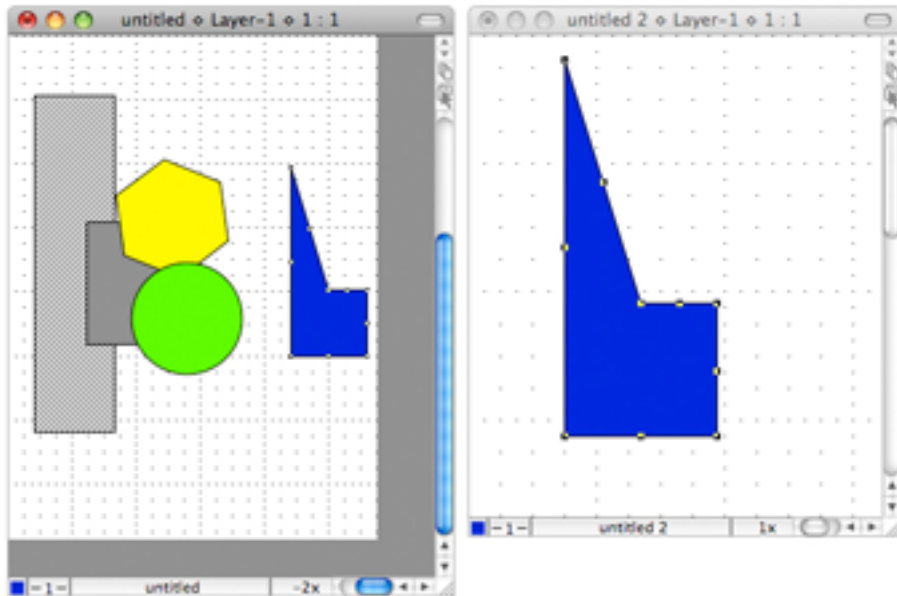 untitled ⋄ Layer-1 ⋄ 1 : 1
untitled 2 ⋄ Layer-1 ⋄ 1 : 1
-1-
untitled 2
1x
-1-
untitled
-2x